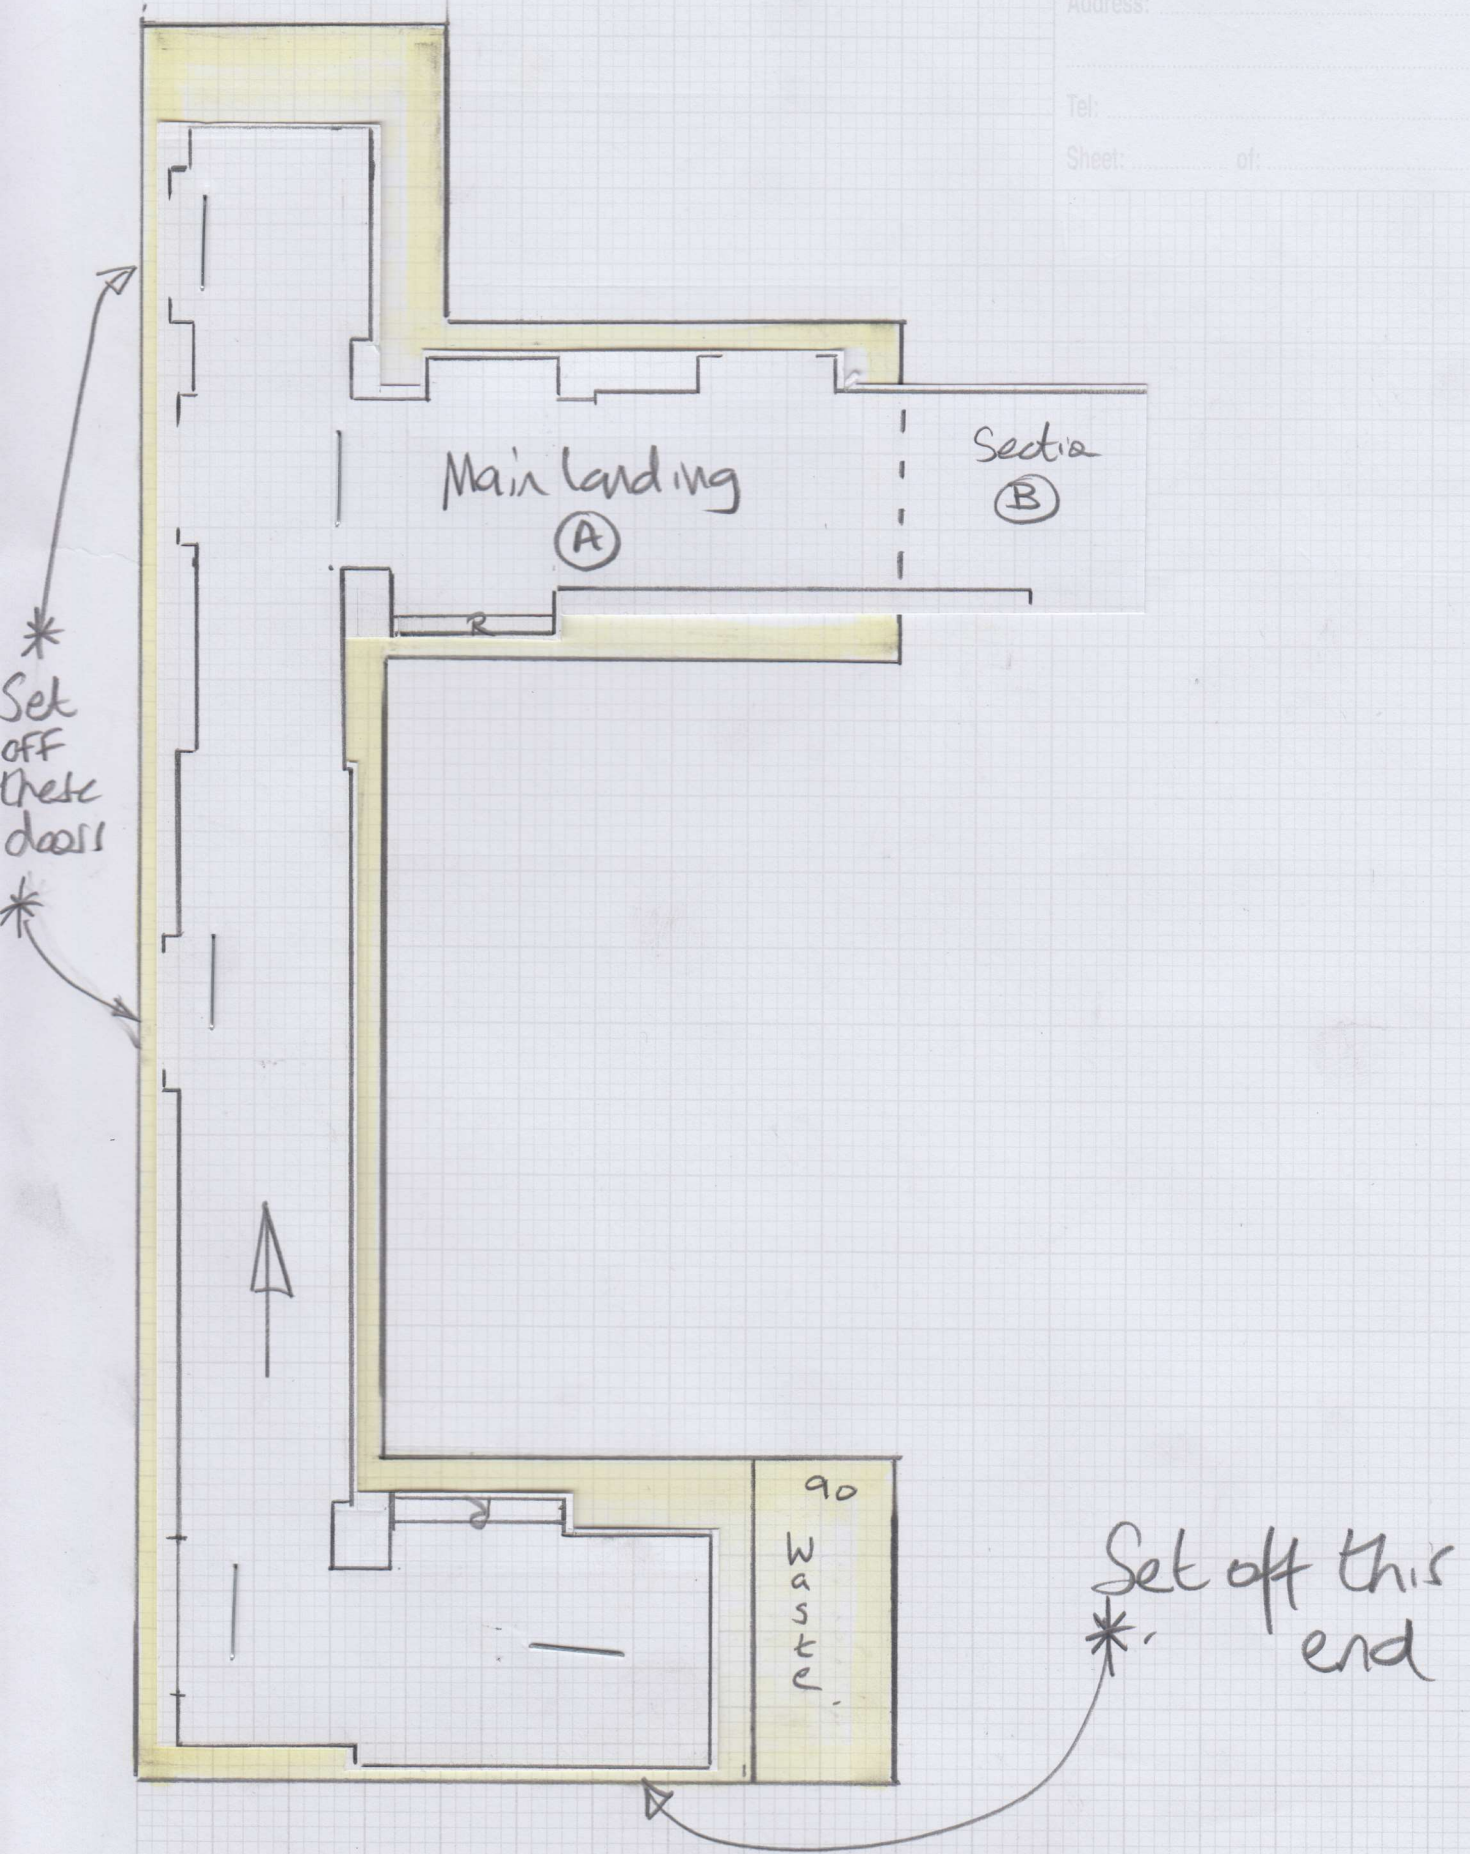 Address:
Tel:
Sheet: of:
Main landing
A
Section
B
R
Set
off
these
doors
90
Waste.
Set off this
end